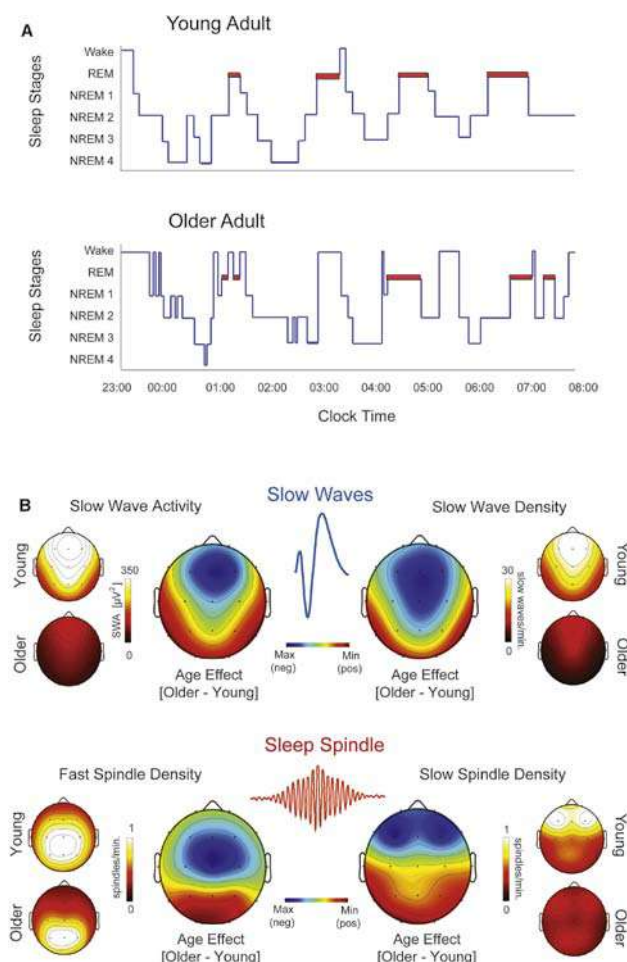 A
Young Adult
Sleep Stages
Wake
REM
NREM 1
NREM 2
NREM 3
NREM 4
Older Adult
Sleep Stages
Wake
REM
NREM 1
NREM 2
NREM 3
NREM 4
23:00 00:00 01:00 02:00 03:00 04:00 05:00 06:00 07:00 08:00
Clock Time
B
Slow Waves
Slow Wave Activity
Slow Wave Density
Young
Older
350
SWA [µV²]
0
Age Effect
[Older - Young]
Max
(neg)
Min
(pos)
Age Effect
[Older - Young]
30
slow waves/min.
0
Young
Older
Sleep Spindle
Fast Spindle Density
Slow Spindle Density
Young
Older
1
spindles/min.
0
Age Effect
[Older - Young]
Max
(neg)
Min
(pos)
Age Effect
[Older - Young]
1
spindles/min.
0
Young
Older